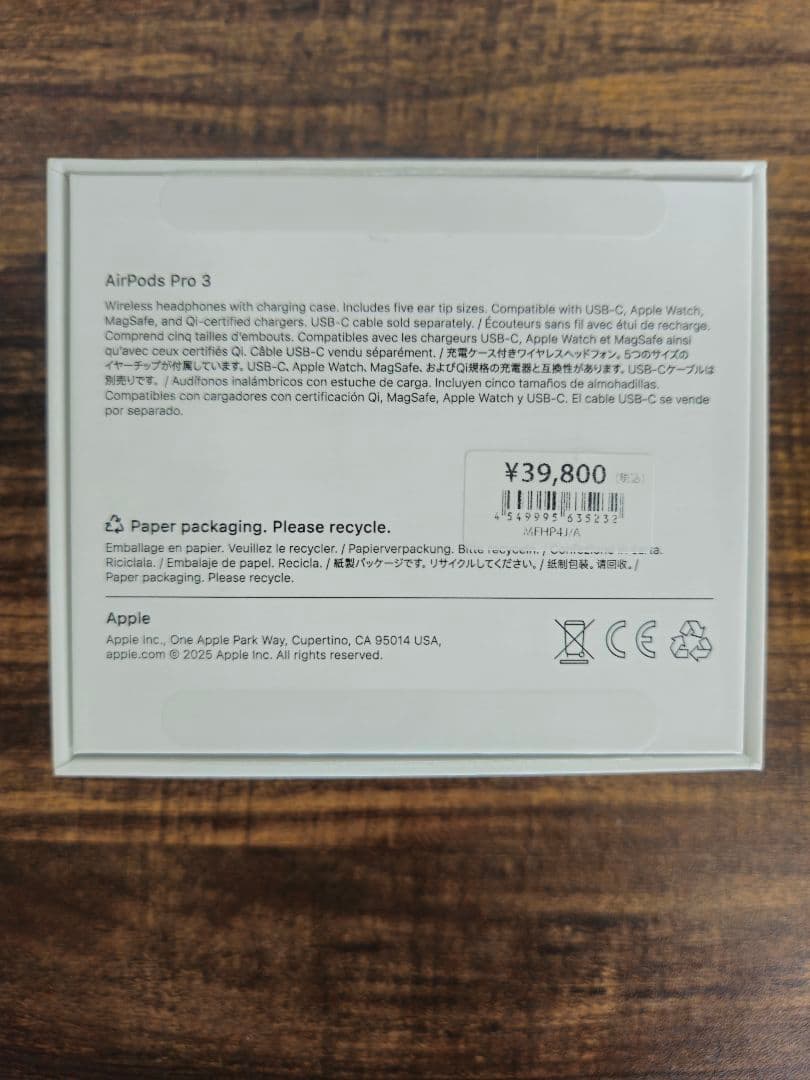 AirPods Pro 3
Wireless headphones with charging case. Includes five ear tip sizes. Compatible with USB-C, Apple Watch,
MagSafe, and Qi-certified chargers. USB-C cable sold separately. / Écouteurs sans fil avec étui de recharge.
Comprend cinq tailles d'embouts. Compatibles avec les chargeurs USB-C, Apple Watch et MagSafe ainsi
qu'avec ceux certifiés Qi. Câble USB-C vendu séparément. / 充電ケース付きワイヤレスヘッドフォン。5つのサイズの
イヤーチップが付属しています。USB-C、Apple Watch、MagSafe、およびQi規格の充電器と互換性があります。USB-Cケーブルは
別売りです。 / Audífonos inalámbricos con estuche de carga. Incluyen cinco tamaños de almohadillas.
Compatibles con cargadores con certificación Qi, MagSafe, Apple Watch y USB-C. El cable USB-C se vende
por separado.
¥39,800 (税込)
4 549995 635232
MFHP4J/A
Paper packaging. Please recycle.
Emballage en papier. Veuillez le recycler. / Papierverpackung. Bitte
Riciclala. / Embalaje de papel. Recicla. / 紙製パッケージです。リサイクルしてください。 / 纸制包装。请回收。 /
Paper packaging. Please recycle.
Apple
Apple Inc., One Apple Park Way, Cupertino, CA 95014 USA,
apple.com © 2025 Apple Inc. All rights reserved.
CE